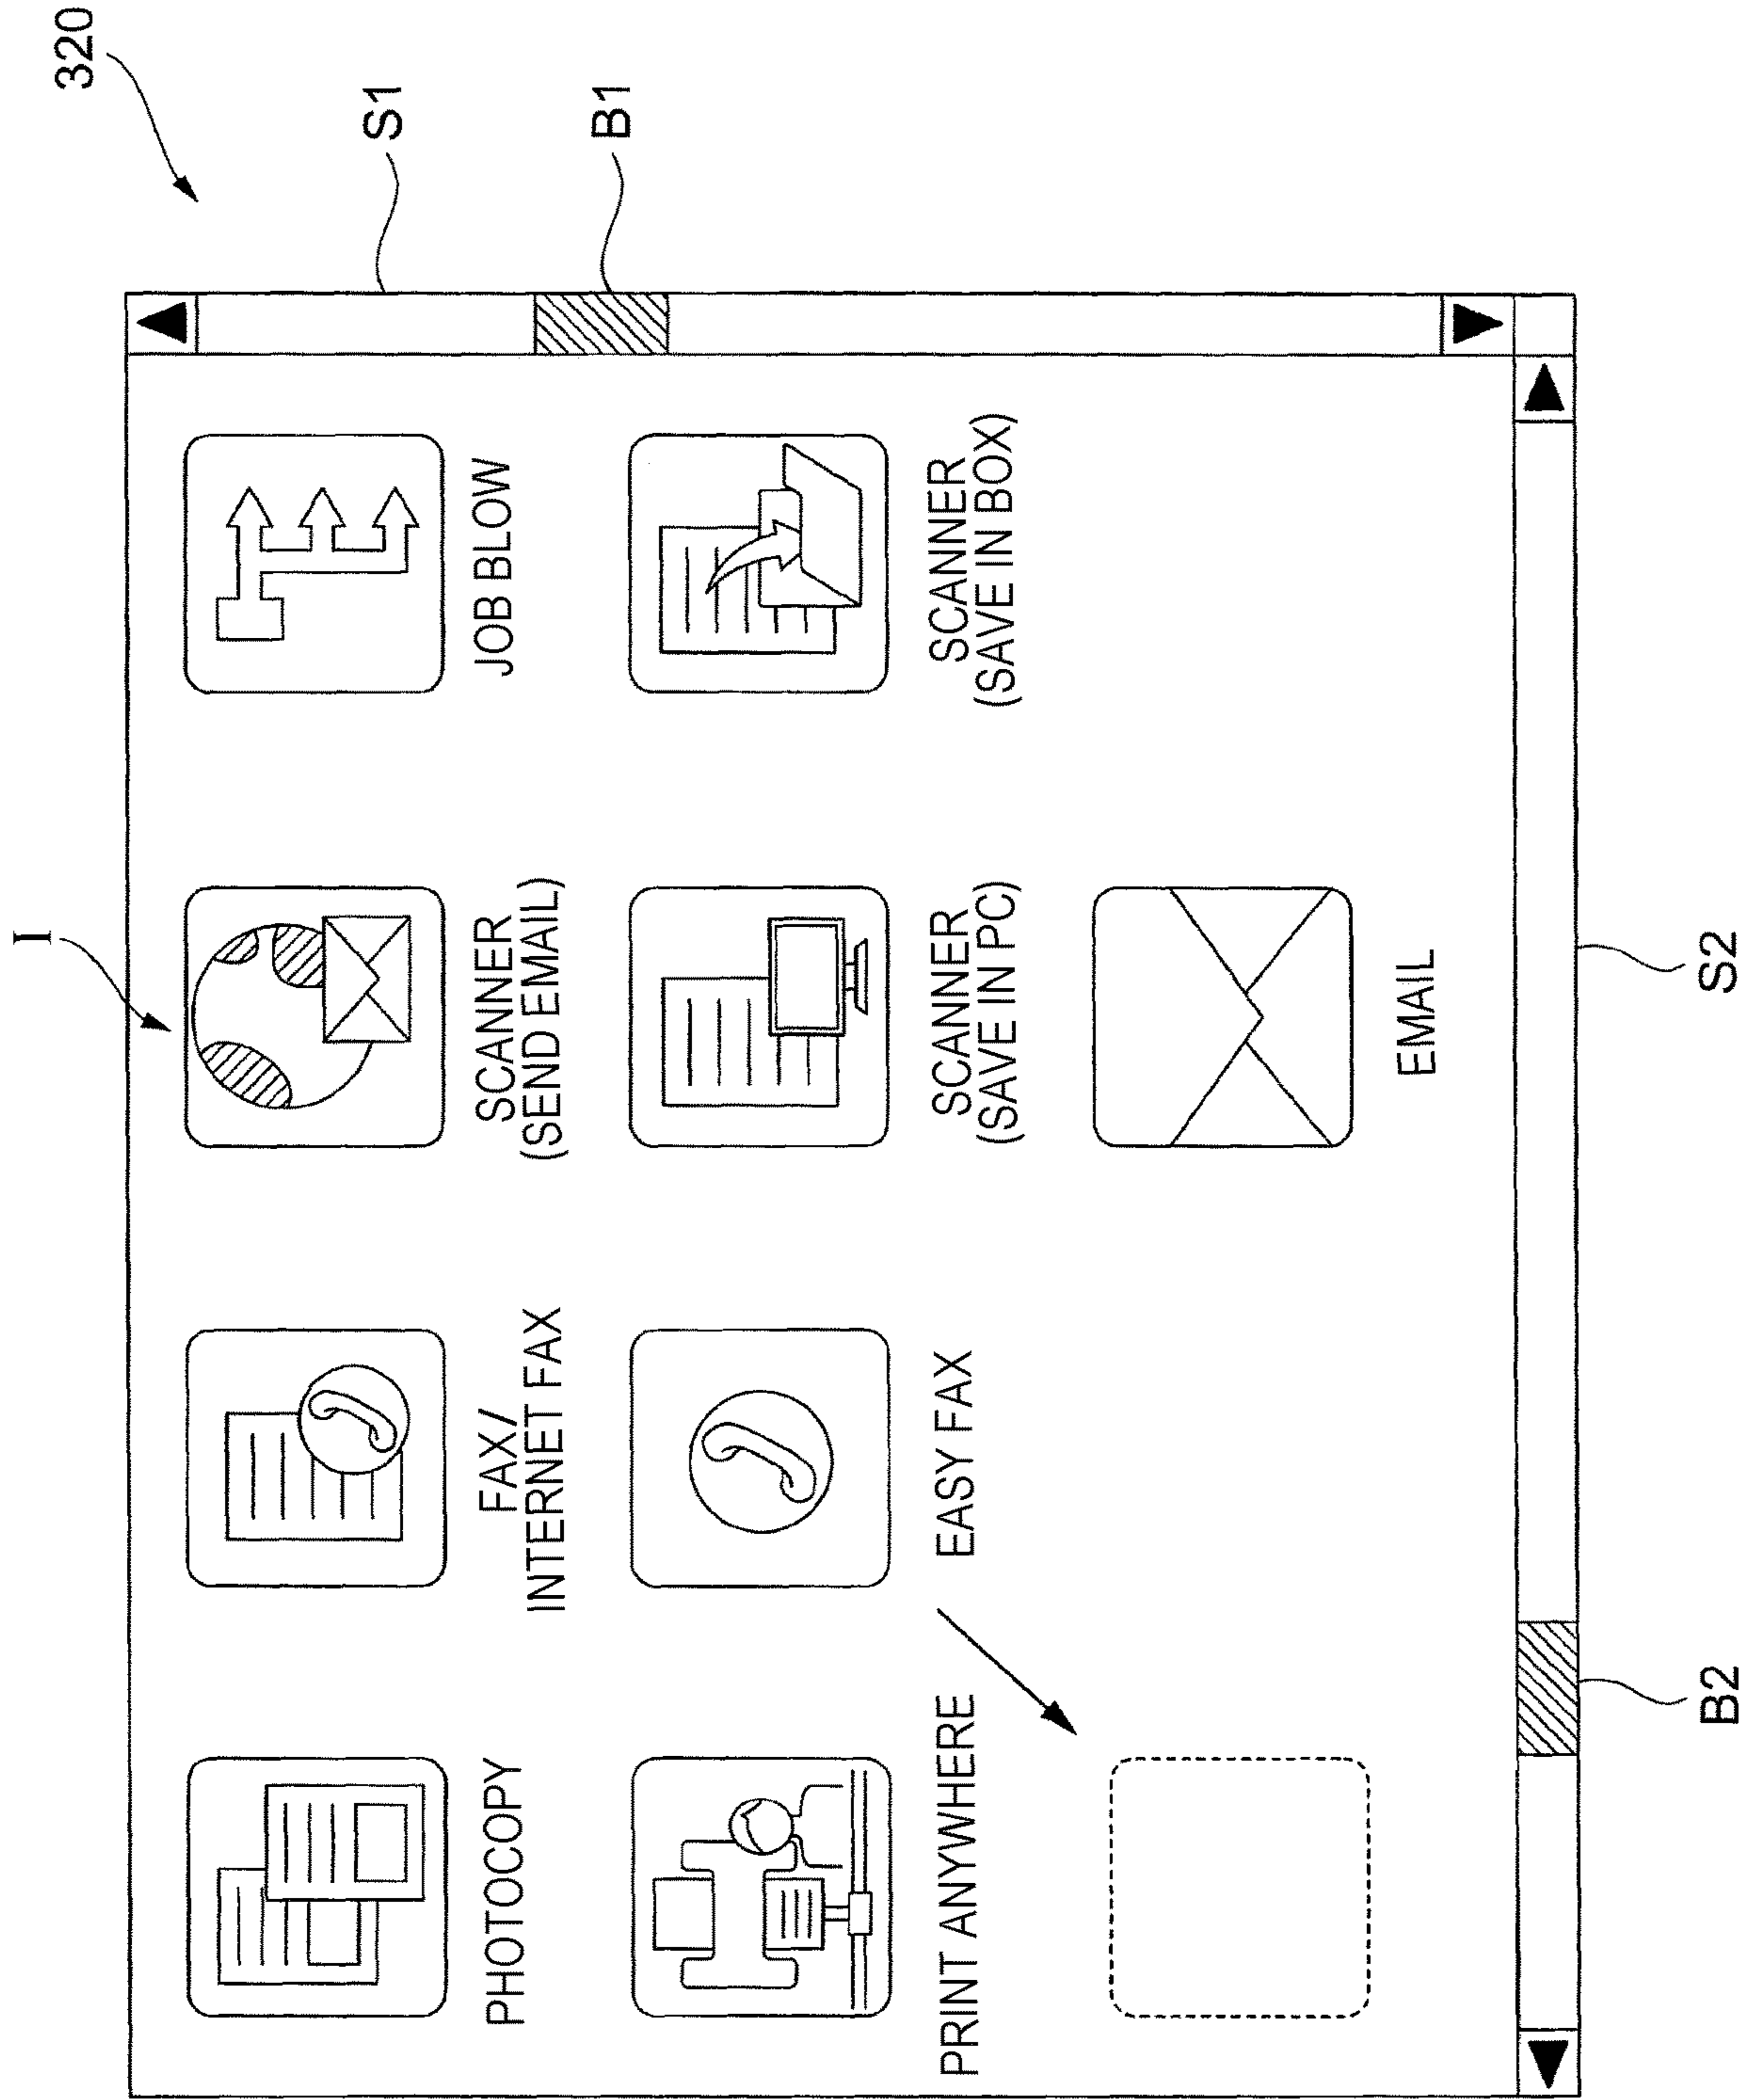 320
I
S1
B1
PHOTOCOPY
FAX/
INTERNET FAX
SCANNER
(SEND EMAIL)
JOB BLOW
PRINT ANYWHERE
EASY FAX
SCANNER
(SAVE IN PC)
SCANNER
(SAVE IN BOX)
EMAIL
B2
S2